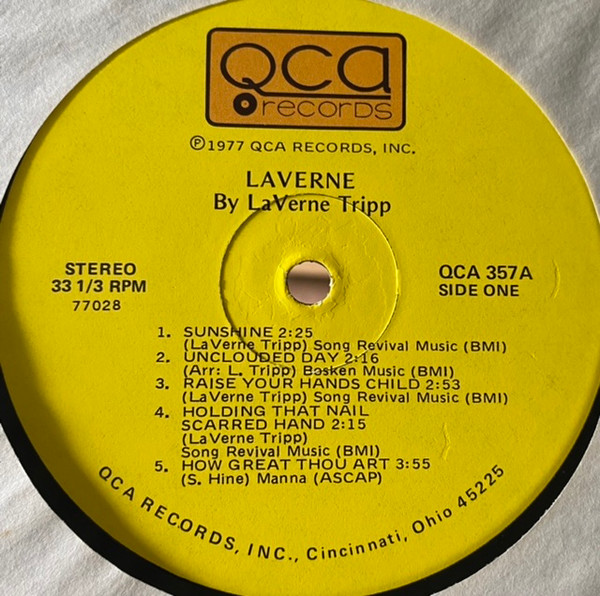 QCA
records
℗1977 QCA RECORDS, INC.
LAVERNE
By LaVerne Tripp
STEREO
33 1/3 RPM
77028
QCA 357A
SIDE ONE
1. SUNSHINE 2:25
(LaVerne Tripp) Song Revival Music (BMI)
2. UNCLOUDED DAY 2:16
(Arr: L. Tripp) Basken Music (BMI)
3. RAISE YOUR HANDS CHILD 2:53
(LaVerne Tripp) Song Revival Music (BMI)
4. HOLDING THAT NAIL
SCARRED HAND 2:15
(LaVerne Tripp)
Song Revival Music (BMI)
5. HOW GREAT THOU ART 3:55
(S. Hine) Manna (ASCAP)
QCA RECORDS, INC., Cincinnati, Ohio 45225